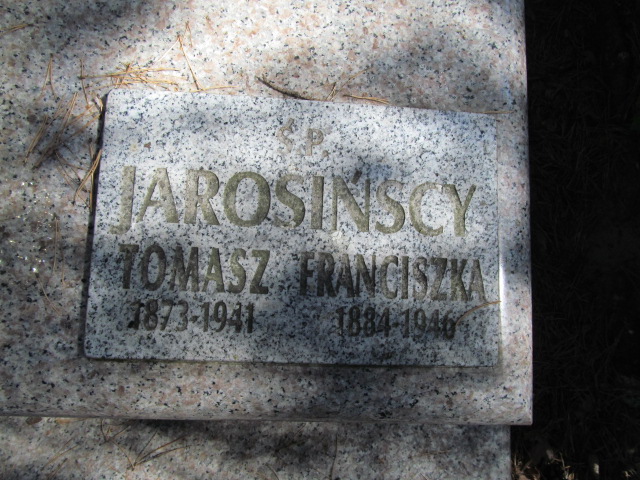 Ś.P.
JAROSIŃSCY
TOMASZ FRANCISZKA
1873-1941 1884-1946